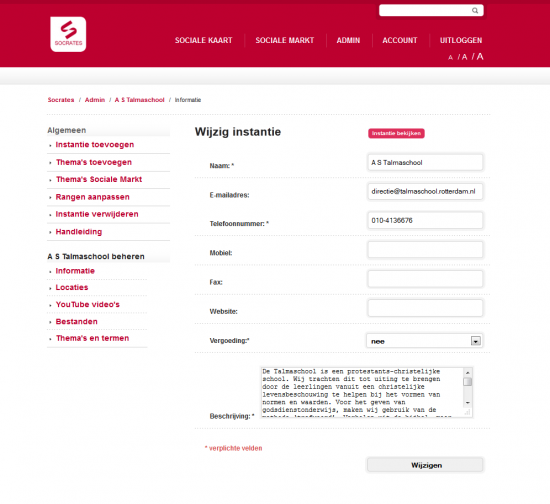 SOCRATES
SOCIALE KAART SOCIALE MARKT ADMIN ACCOUNT UITLOGGEN
A / A / A
Socrates / Admin / A S Talmaschool / Informatie
Algemeen
Instantie toevoegen
Thema's toevoegen
Thema's Sociale Markt
Rangen aanpassen
Instantie verwijderen
Handleiding
A S Talmaschool beheren
Informatie
Locaties
YouTube video's
Bestanden
Thema's en termen
Wijzig instantie
Instantie bekijken
Naam: * A S Talmaschool
E-mailadres: directie@talmaschool.rotterdam.nl
Telefoonnummer: * 010-4136676
Mobiel:
Fax:
Website:
Vergoeding:* nee
De Talmaschool is een protestants-christelijke
school. Wij trachten dit tot uiting te brengen
door de leerlingen vanuit een christelijke
levensbeschouwing te helpen bij het vormen van
normen en waarden. Voor het geven van
godsdienstonderwijs, maken wij gebruik van de
Beschrijving: *
* verplichte velden
Wijzigen